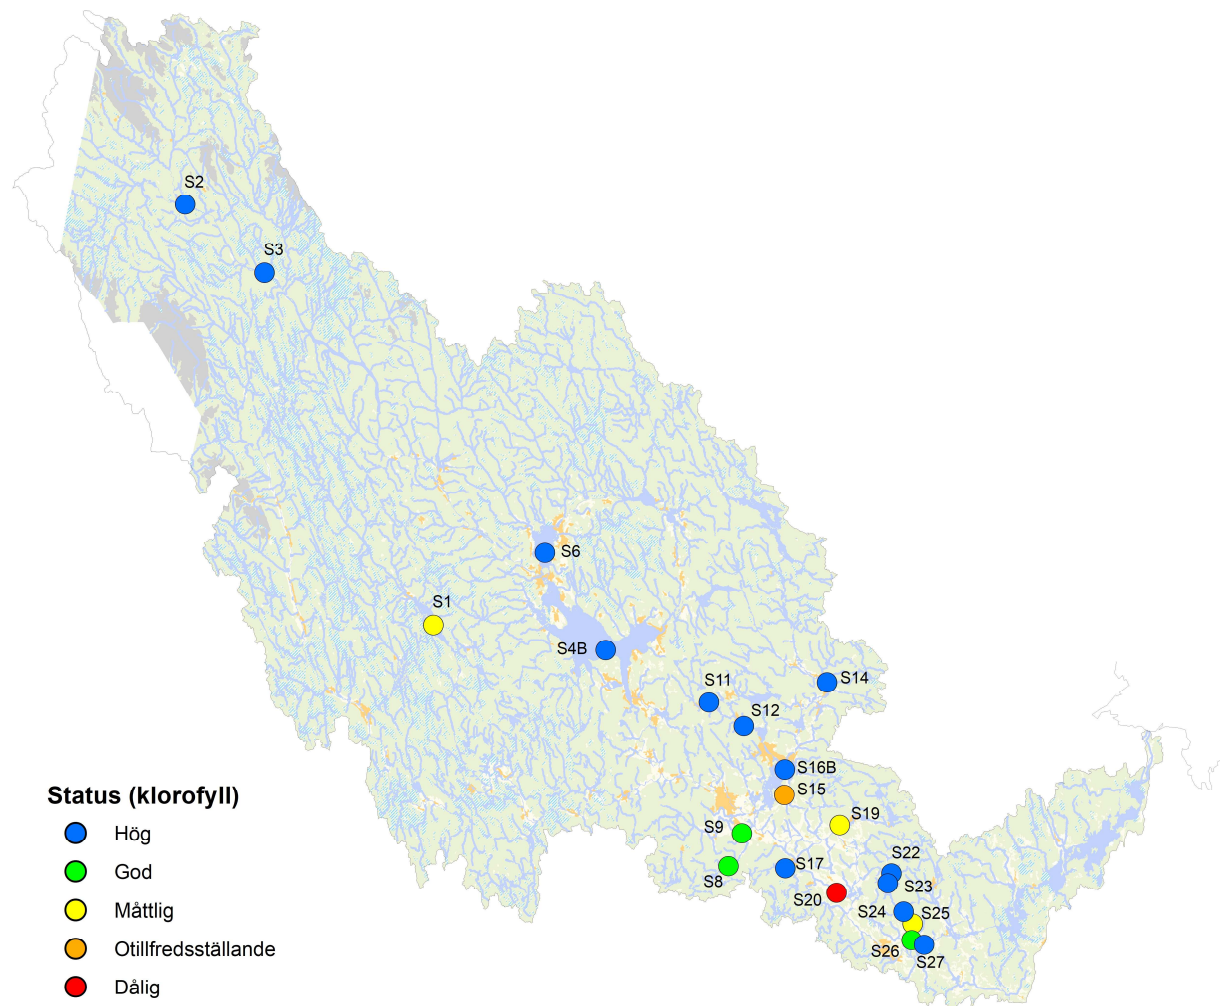 S2
S3
S6
S1
S4B
S14
S11
S12
S16B
S15
S19
S9
S22
S17
S8
S23
S20
S24
S25
S26
S27
Status (klorofyll)
Hög
God
Måttlig
Otillfredsställande
Dålig